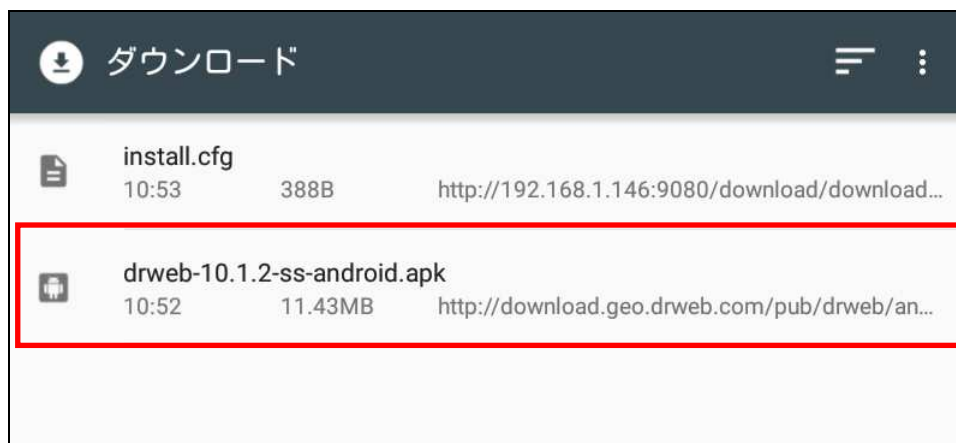 ダウンロード
install.cfg
10:53 388B http://192.168.1.146:9080/download/download...
drweb-10.1.2-ss-android.apk
10:52 11.43MB http://download.geo.drweb.com/pub/drweb/an...